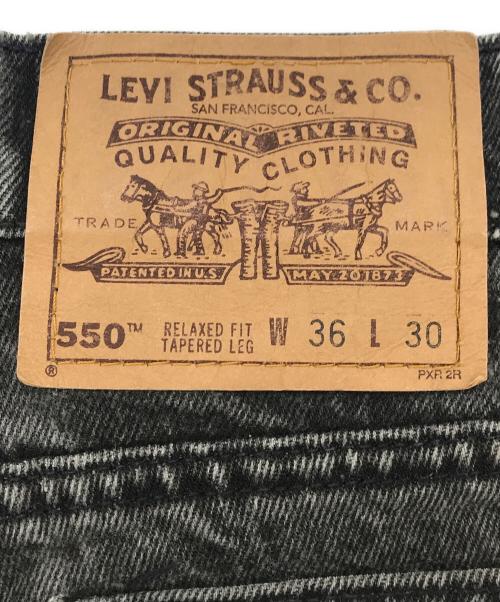 LEVI STRAUSS & CO.
SAN FRANCISCO, CAL.
ORIGINAL RIVETED
QUALITY CLOTHING
TRADE MARK
PATENTED IN U.S. MAY 20 1873
550™ RELAXED FIT W 36 L 30
TAPERED LEG
® PXP. 2R